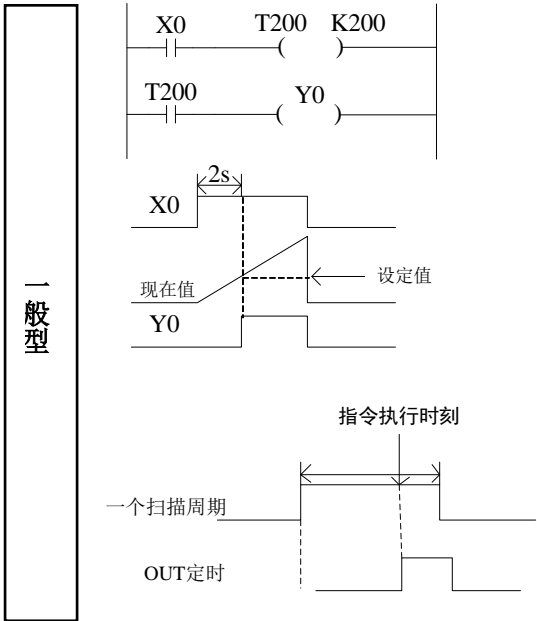 一般型
X0 T200 K200
T200 Y0
2s
X0
现在值
设定值
Y0
指令执行时刻
一个扫描周期
OUT定时